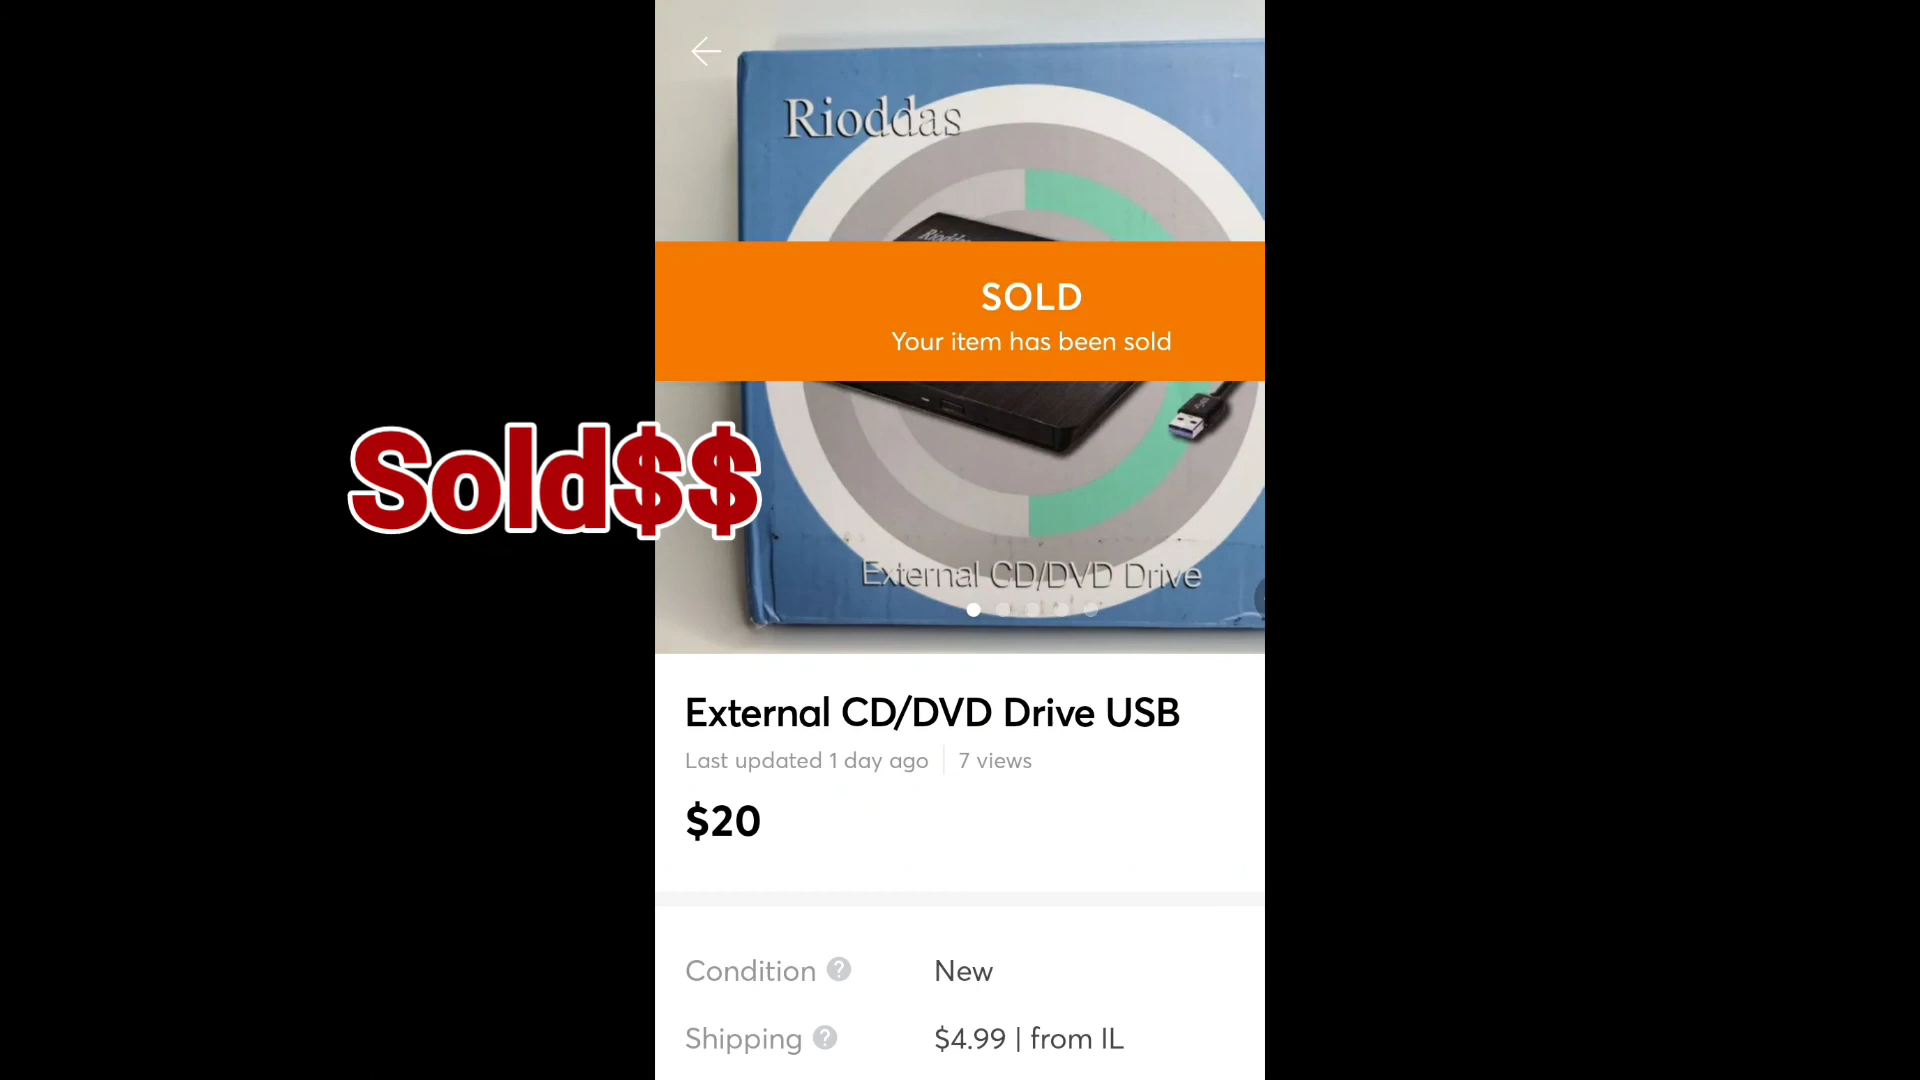 Rioddas
SOLD
Your item has been sold
Sold$$
External CD/DVD Drive
External CD/DVD Drive USB
Last updated 1 day ago | 7 views
$20
Condition ? New
Shipping ? $4.99 | from IL